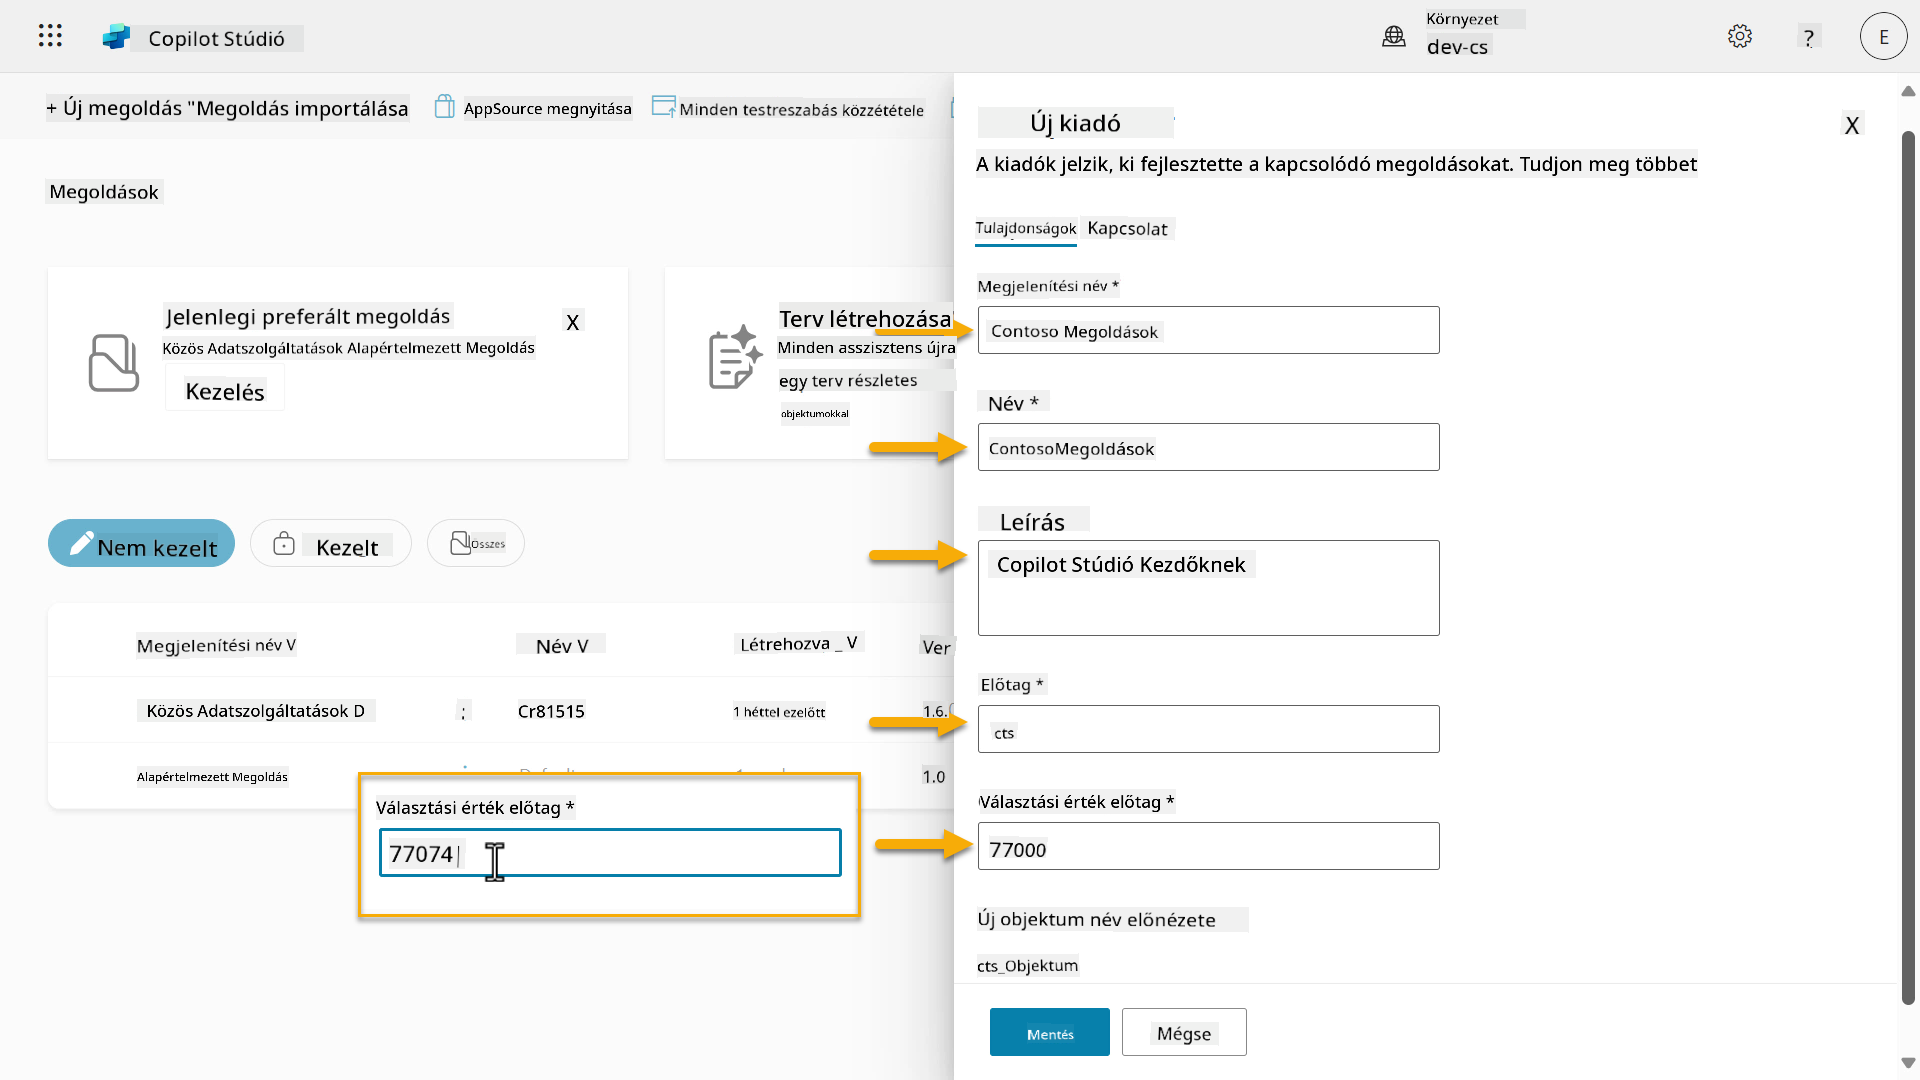 Copilot Stúdió
Környezet
dev-cs
?
E
+ Új megoldás "Megoldás importálása
AppSource megnyitása
Minden testreszabás közzététele
Megoldások
Jelenlegi preferált megoldás
X
Közös Adatszolgáltatások Alapértelmezett Megoldás
Kezelés
Terv létrehozása
Minden asszisztens újra
egy terv részletes
objektumokkal
Nem kezelt
Kezelt
Összes
Megjelenítési név V
Név V
Létrehozva _ V
Ver
Közös Adatszolgáltatások D
;
Cr81515
1 héttel ezelőtt
1.6.
Alapértelmezett Megoldás
1.0
Választási érték előtag *
77074
Új kiadó
X
A kiadók jelzik, ki fejlesztette a kapcsolódó megoldásokat. Tudjon meg többet
Tulajdonságok
Kapcsolat
Megjelenítési név *
Contoso Megoldások
Név *
ContosoMegoldások
Leírás
Copilot Stúdió Kezdőknek
Előtag *
cts
Választási érték előtag *
77000
Új objektum név előnézete
cts_Objektum
Mentés
Mégse